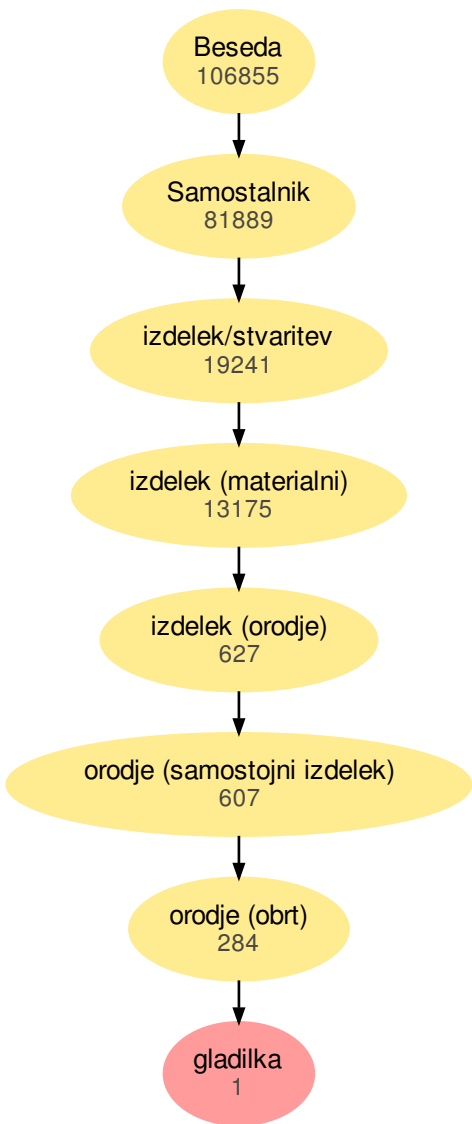 Beseda
106855
Samostalnik
81889
izdelek/stvaritev
19241
izdelek (materialni)
13175
izdelek (orodje)
627
orodje (samostojni izdelek)
607
orodje (obrt)
284
gladilka
1